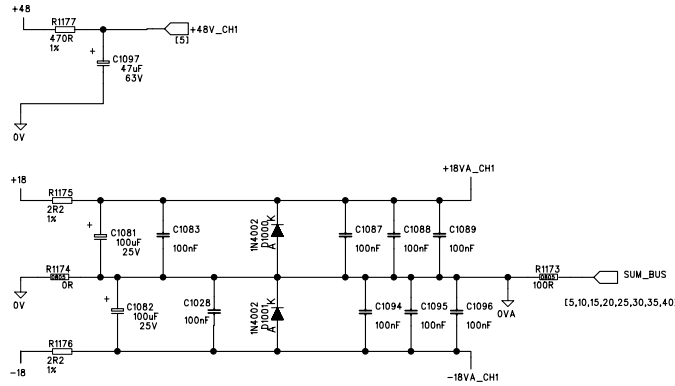 +48
R1177
470R
1%
+48V_CH1
[5]
+
C1097
47uF
63V
0V
+18
R1175
2R2
1%
+18VA_CH1
+
C1081
100uF
25V
C1083
100nF
1N4002
D1000
K
A
C1087
100nF
C1088
100nF
C1089
100nF
R1174
0805
0R
0V
R1173
0805
100R
SUM_BUS
[5,10,15,20,25,30,35,40
0VA
+
C1082
100uF
25V
C1028
100nF
1N4002
D1001
K
A
C1094
100nF
C1095
100nF
C1096
100nF
R1176
2R2
1%
-18
-18VA_CH1